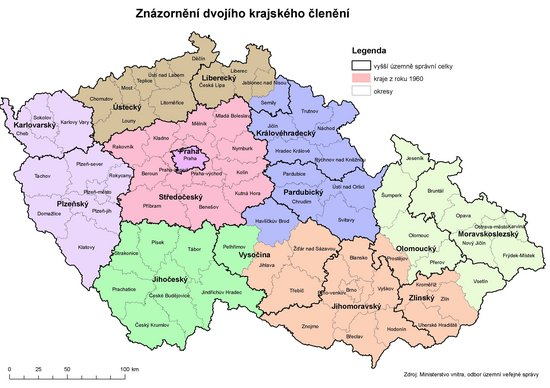 Znázornění dvojího krajského členění
Legenda
vyšší územně správní celky
kraje z roku 1960
okresy
Děčín
Ústí nad Labem
Teplice
Most
Chomutov
Litoměřice
Louny
Ústecký
Liberecký
Liberec
Česká Lípa
Jablonec nad Nisou
Semily
Karlovarský
Sokolov
Karlovy Vary
Cheb
Mělník
Mladá Boleslav
Kladno
Rakovník
Nymburk
Praha
Praha
Beroun
Praha-východ
Kolín
Kutná Hora
Středočeský
Příbram
Benešov
Trutnov
Jičín
Náchod
Královéhradecký
Hradec Králové
Rychnov nad Kněžnou
Pardubice
Ústí nad Orlicí
Pardubický
Chrudim
Svitavy
Havlíčkův Brod
Plzeň-sever
Rokycany
Tachov
Plzeň-město
Plzeňský
Plzeň-jih
Domažlice
Klatovy
Písek
Tábor
Pelhřimov
Strakonice
Jihočeský
Prachatice
České Budějovice
Jindřichův Hradec
Český Krumlov
Vysočina
Žďár nad Sázavou
Jihlava
Třebíč
Jeseník
Šumperk
Bruntál
Opava
Ostrava-město
Karviná
Moravskoslezský
Nový Jičín
Frýdek-Místek
Olomouc
Olomoucký
Přerov
Prostějov
Vsetín
Blansko
Brno-venkov
Brno
Vyškov
Jihomoravský
Znojmo
Břeclav
Hodonín
Kroměříž
Zlín
Zlínský
Uherské Hradiště
0 25 50 75 100 km
Zdroj: Ministerstvo vnitra, odbor územní veřejné správy